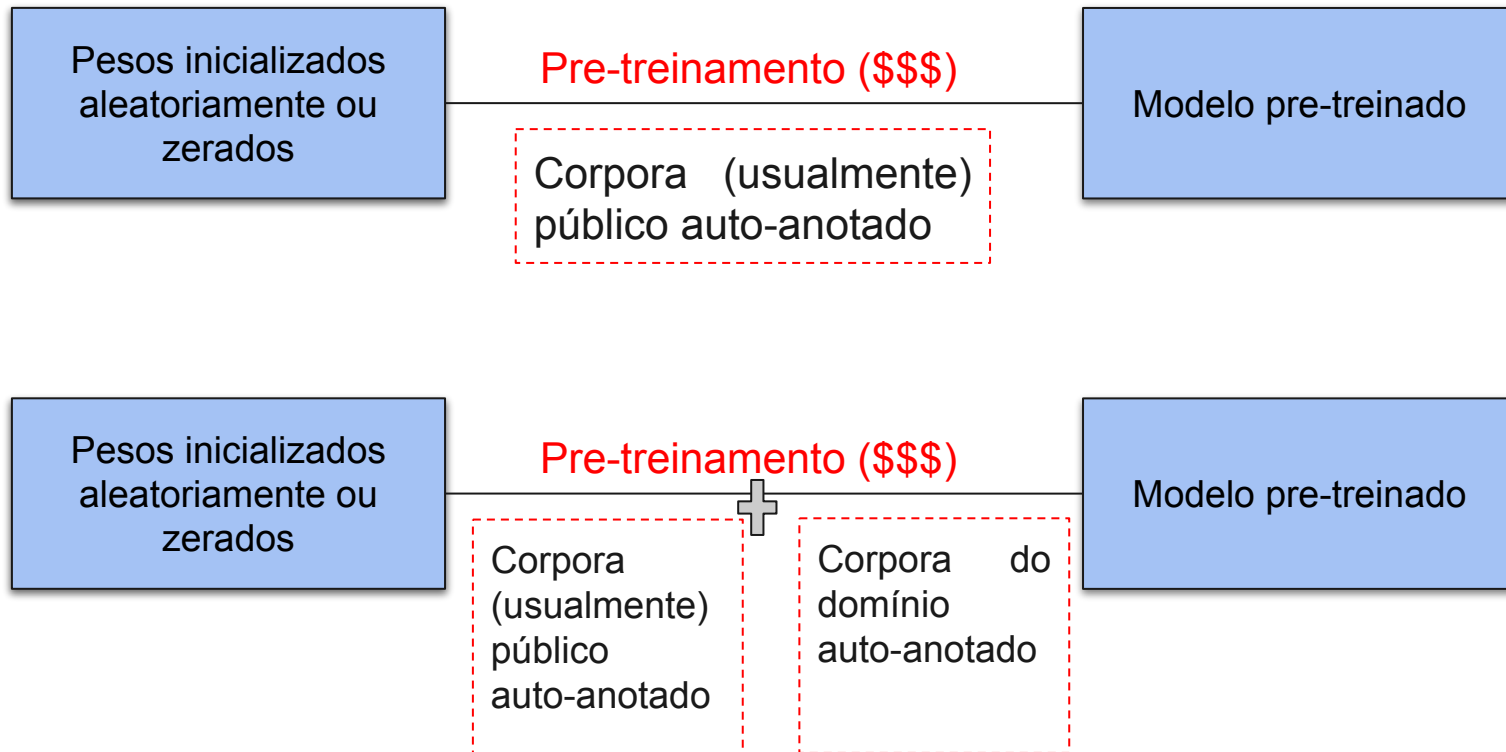 Pesos inicializados
aleatoriamente ou
zerados
Pre-treinamento ($$$)
Corpora (usualmente)
público auto-anotado
Modelo pre-treinado
Pesos inicializados
aleatoriamente ou
zerados
Pre-treinamento ($$$)
Corpora
(usualmente)
público
auto-anotado
Corpora do
domínio
auto-anotado
Modelo pre-treinado